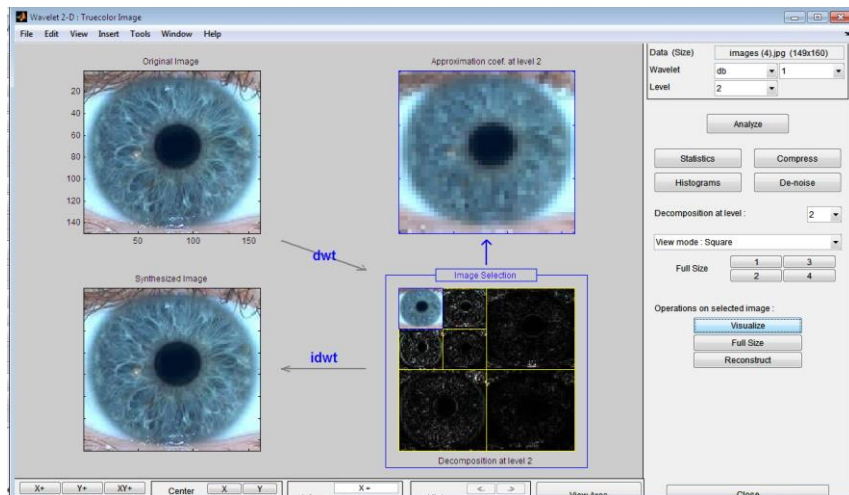 Wavelet 2-D : Truecolor Image
File Edit View Insert Tools Window Help
Original Image
20
40
60
80
100
120
140
50 100 150
Approximation coef. at level 2
dwt
Synthesized Image
idwt
Image Selection
Decomposition at level 2
Data (Size) images (4).jpg (149x160)
Wavelet db 1
Level 2
Analyze
Statistics Compress
Histograms De-noise
Decomposition at level : 2
View mode : Square
Full Size 1 3
2 4
Operations on selected image :
Visualize
Full Size
Reconstruct
X+ Y+ XY+ Center X Y X = <- -> View Area Close